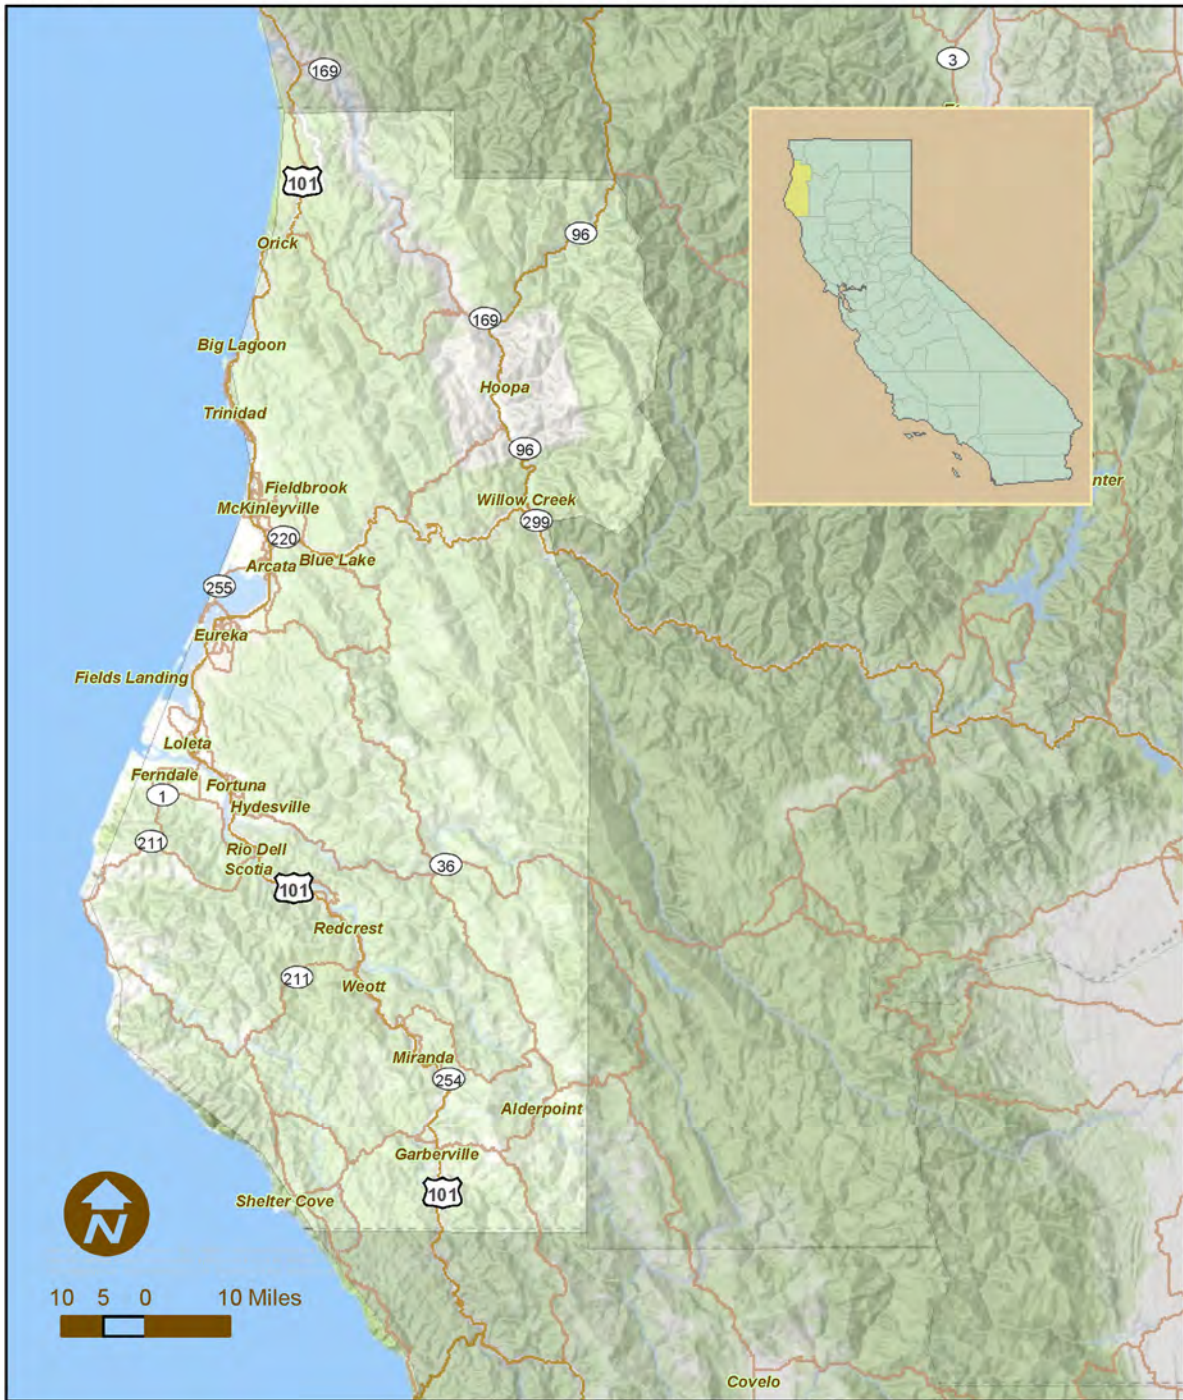 169
3
101
Orick
96
169
Big Lagoon
Hoopa
Trinidad
96
Fieldbrook
Willow Creek
nter
McKinleyville
299
220
Arcata
Blue Lake
255
Eureka
Fields Landing
Loleta
Ferndale
Fortuna
1
Hydesville
211
Rio Dell
36
Scotia
101
Redcrest
211
Weott
Miranda
254
Alderpoint
Garberville
101
Shelter Cove
N
10 5 0 10 Miles
Covelo